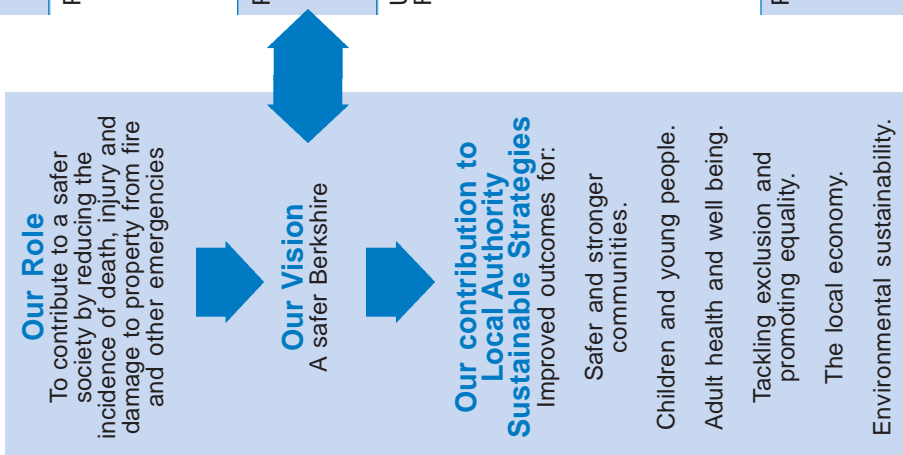 Our Role
To contribute to a safer
society by reducing the
incidence of death, injury and
damage to property from fire
and other emergencies
Our Vision
A safer Berkshire
Our contribution to
Local Authority
Sustainable Strategies
Improved outcomes for:
Safer and stronger
communities.
Children and young people.
Adult health and well being.
Tackling exclusion and
promoting equality.
The local economy.
Environmental sustainability.